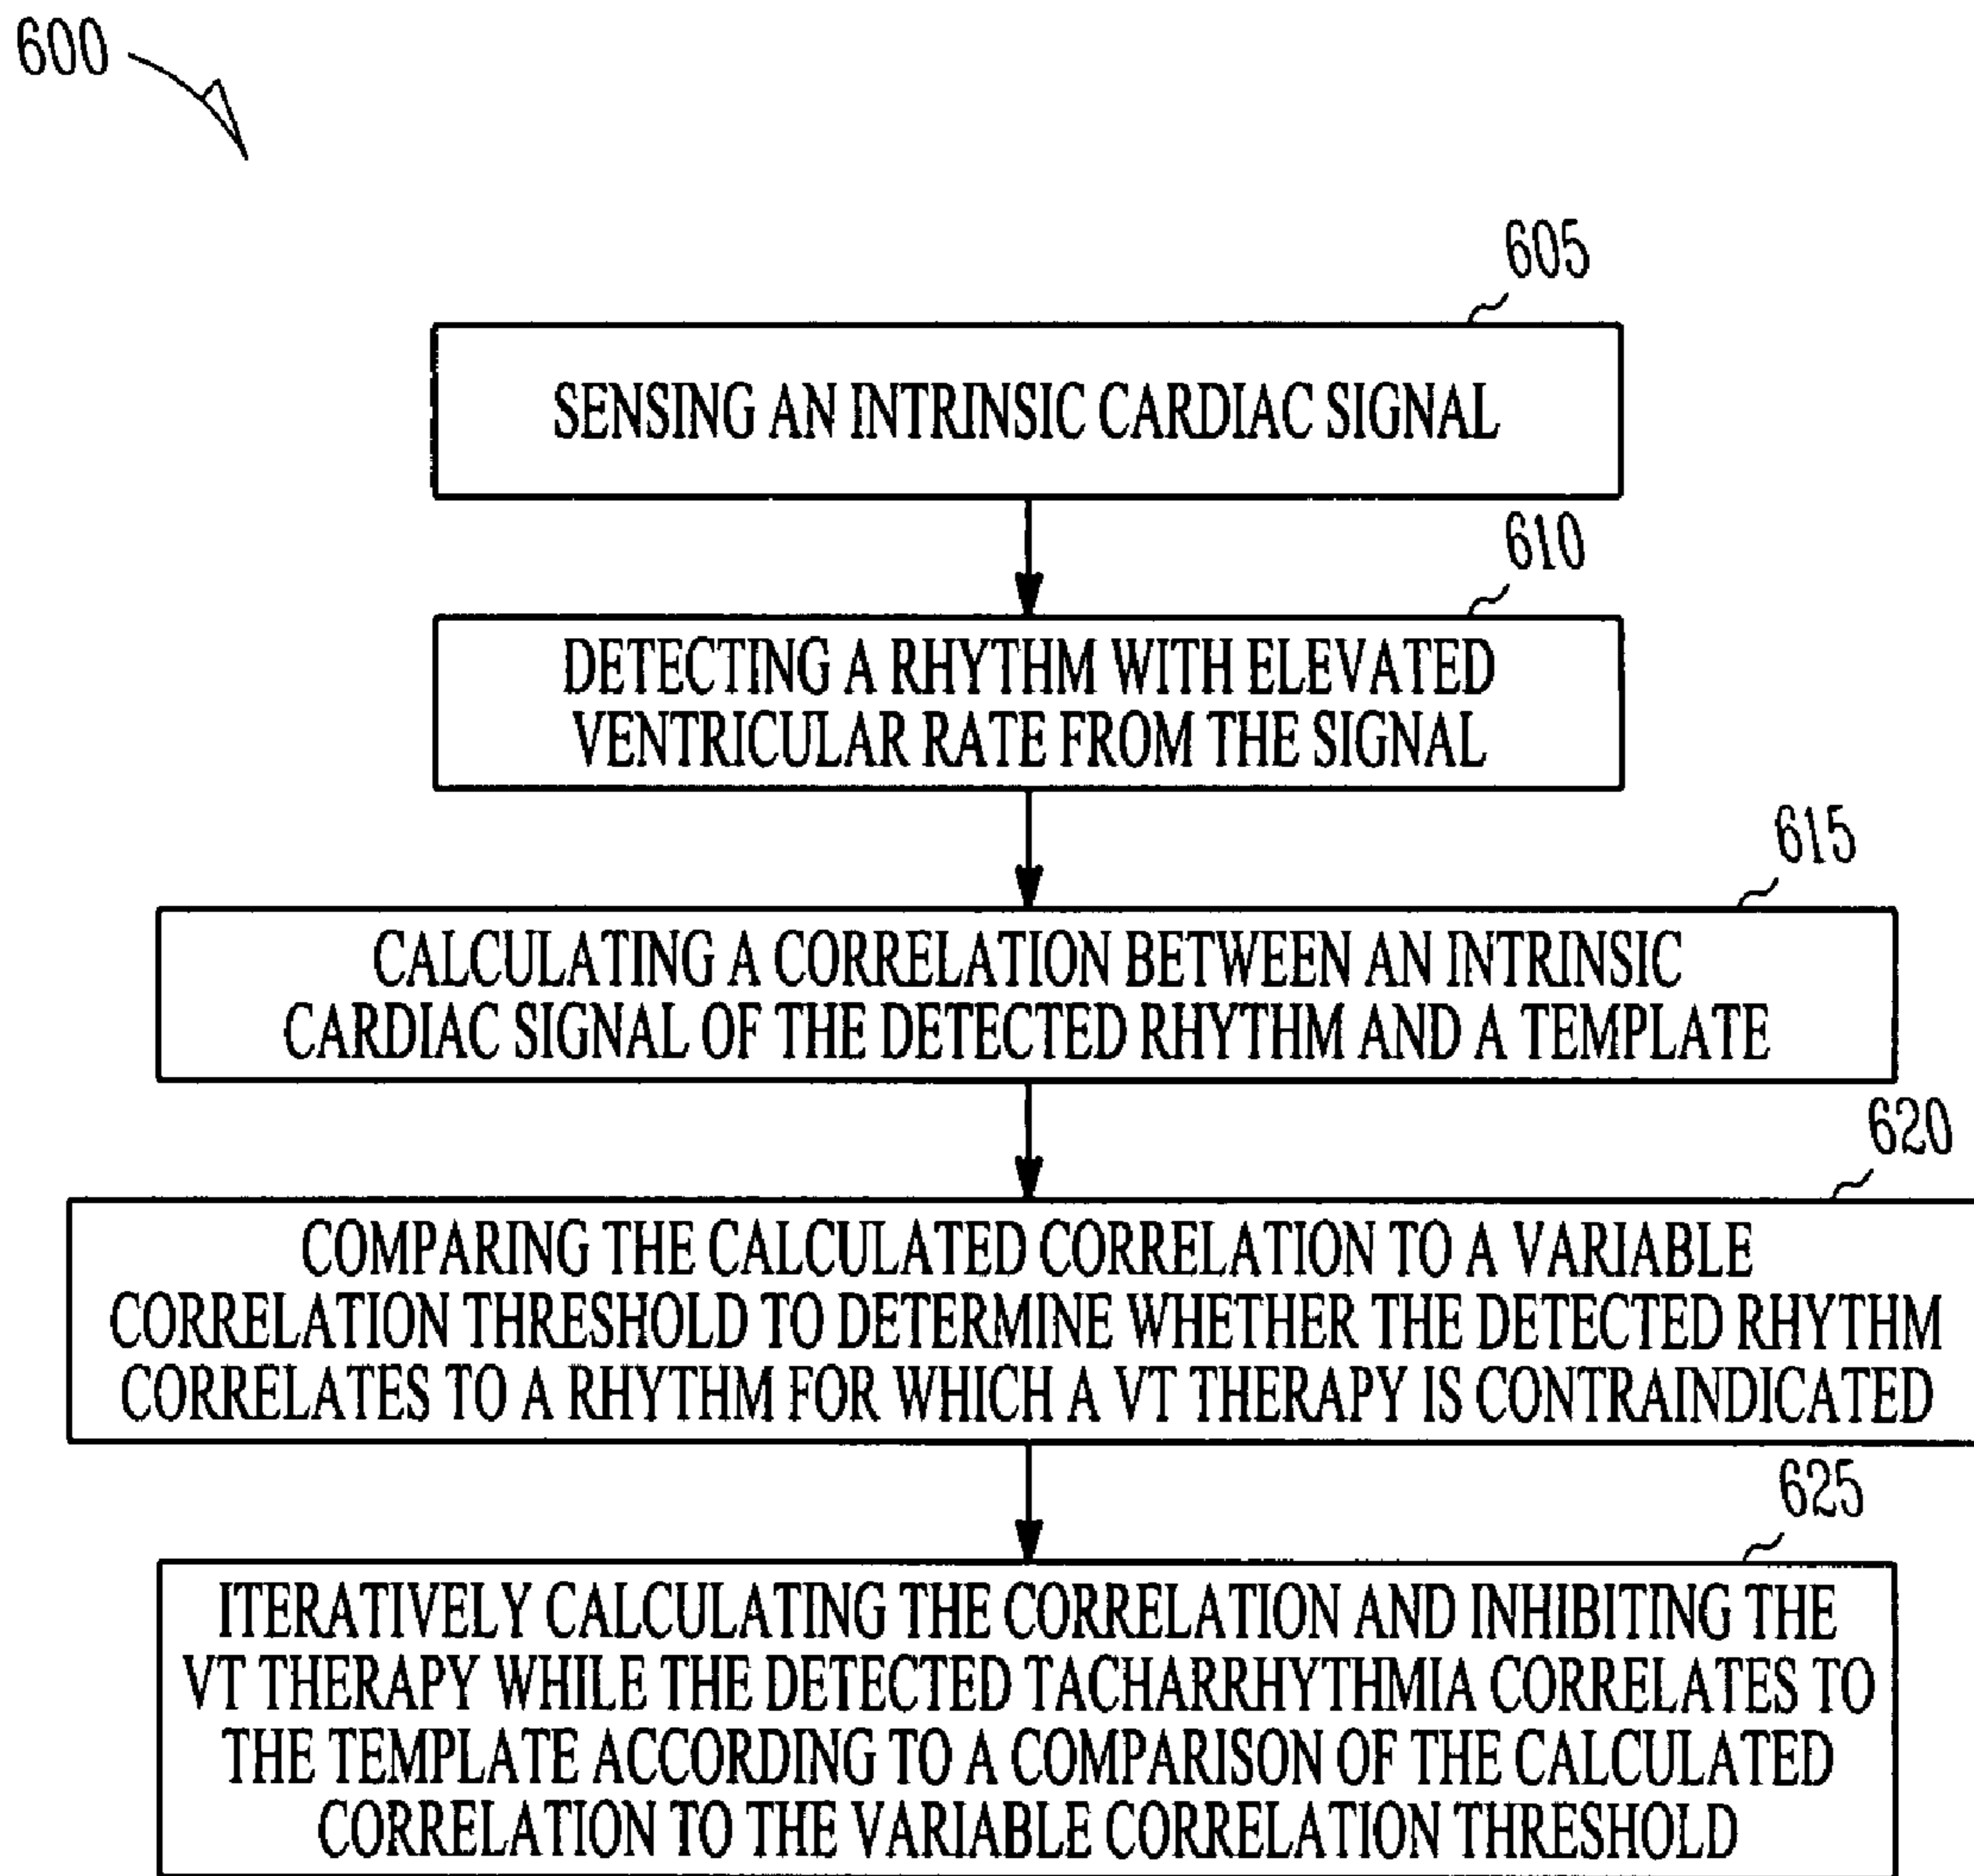 600
605
SENSING AN INTRINSIC CARDIAC SIGNAL
610
DETECTING A RHYTHM WITH ELEVATED
VENTRICULAR RATE FROM THE SIGNAL
615
CALCULATING A CORRELATION BETWEEN AN INTRINSIC
CARDIAC SIGNAL OF THE DETECTED RHYTHM AND A TEMPLATE
620
COMPARING THE CALCULATED CORRELATION TO A VARIABLE
CORRELATION THRESHOLD TO DETERMINE WHETHER THE DETECTED RHYTHM
CORRELATES TO A RHYTHM FOR WHICH A VT THERAPY IS CONTRAINDICATED
625
ITERATIVELY CALCULATING THE CORRELATION AND INHIBITING THE
VT THERAPY WHILE THE DETECTED TACHARRHYTHMIA CORRELATES TO
THE TEMPLATE ACCORDING TO A COMPARISON OF THE CALCULATED
CORRELATION TO THE VARIABLE CORRELATION THRESHOLD